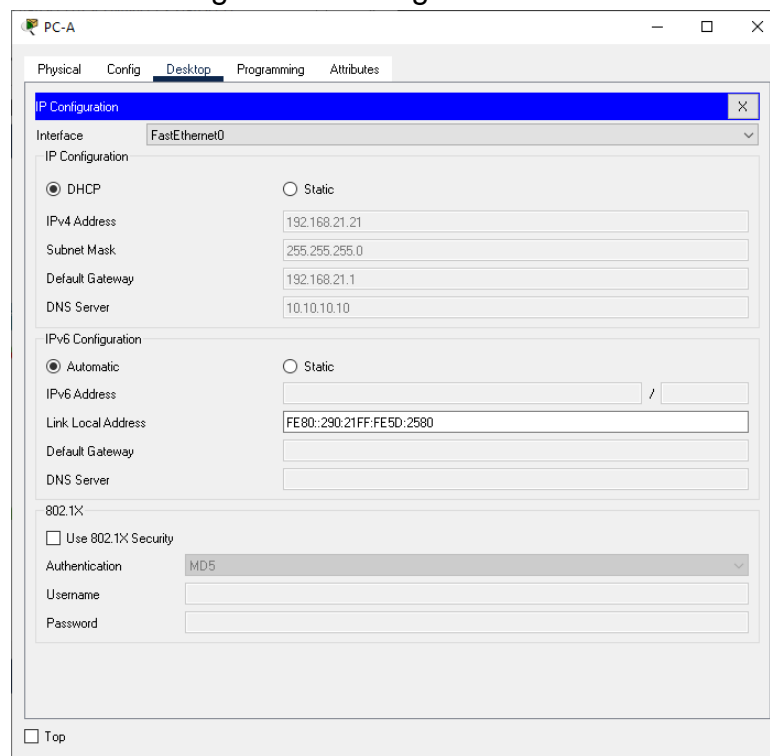 PC-A
Physical Config Desktop Programming Attributes
IP Configuration X
Interface FastEthernet0
IP Configuration
DHCP Static
IPv4 Address 192.168.21.21
Subnet Mask 255.255.255.0
Default Gateway 192.168.21.1
DNS Server 10.10.10.10
IPv6 Configuration
Automatic Static
IPv6 Address /
Link Local Address FE80::290:21FF:FE5D:2580
Default Gateway
DNS Server
802.1X
Use 802.1X Security
Authentication MD5
Username
Password
Top